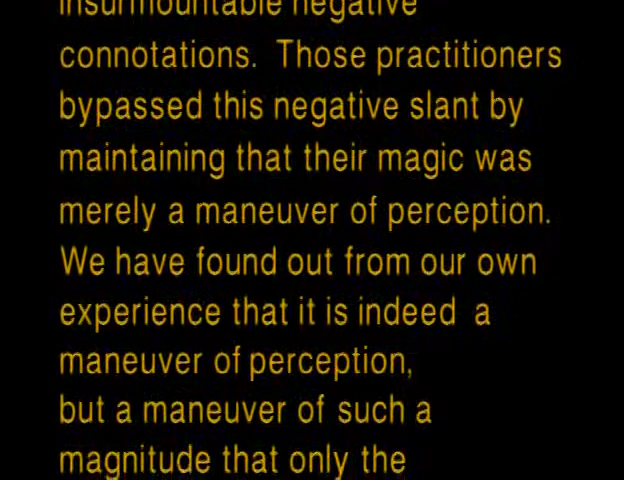 insurmountable negative
connotations. Those practitioners
bypassed this negative slant by
maintaining that their magic was
merely a maneuver of perception.
We have found out from our own
experience that it is indeed a
maneuver of perception,
but a maneuver of such a
magnitude that only the